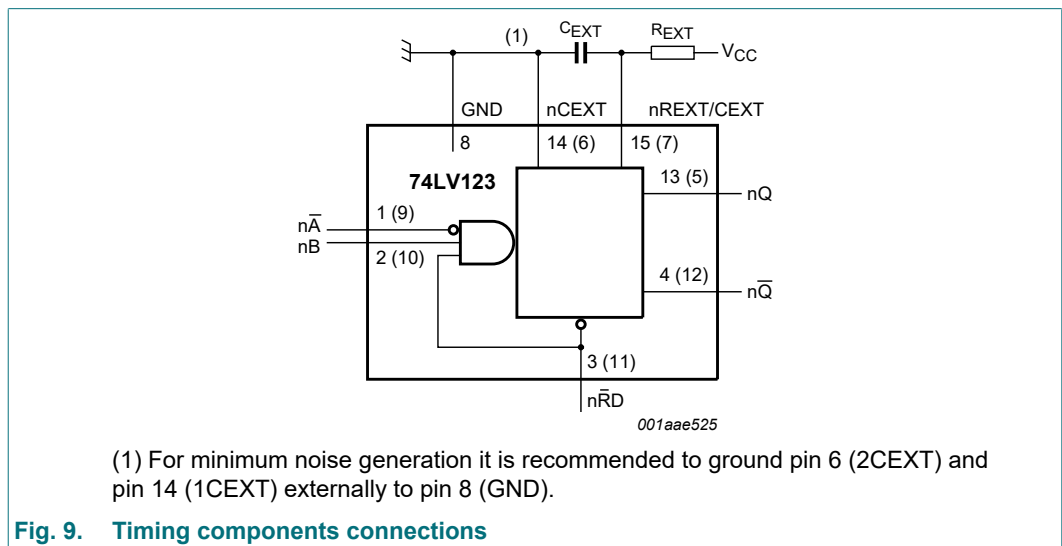 (1) CEXT REXT
VCC
GND nCEXT nREXT/CEXT
8 14 (6) 15 (7)
74LV123 13 (5)
nQ
1 (9)
nA̅
nB
2 (10)
4 (12)
nQ̅
3 (11)
nR̅D
001aae525
(1) For minimum noise generation it is recommended to ground pin 6 (2CEXT) and
pin 14 (1CEXT) externally to pin 8 (GND).
Fig. 9. Timing components connections